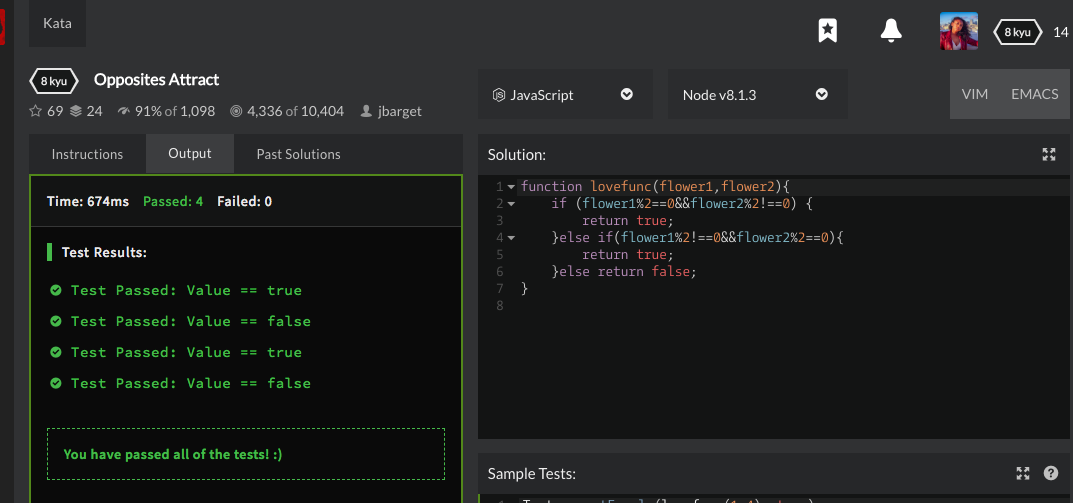 Kata
8 kyu
14
8 kyu Opposites Attract
69 24 91% of 1,098 4,336 of 10,404 jbarget
JavaScript
Node v8.1.3
VIM EMACS
Instructions Output Past Solutions
Time: 674ms Passed: 4 Failed: 0
Test Results:
Test Passed: Value == true
Test Passed: Value == false
Test Passed: Value == true
Test Passed: Value == false
You have passed all of the tests! :)
Solution:
1 function lovefunc(flower1,flower2){
2     if (flower1%2==0&&flower2%2!==0) {
3         return true;
4     }else if(flower1%2!==0&&flower2%2==0){
5         return true;
6     }else return false;
7 }
8
Sample Tests: